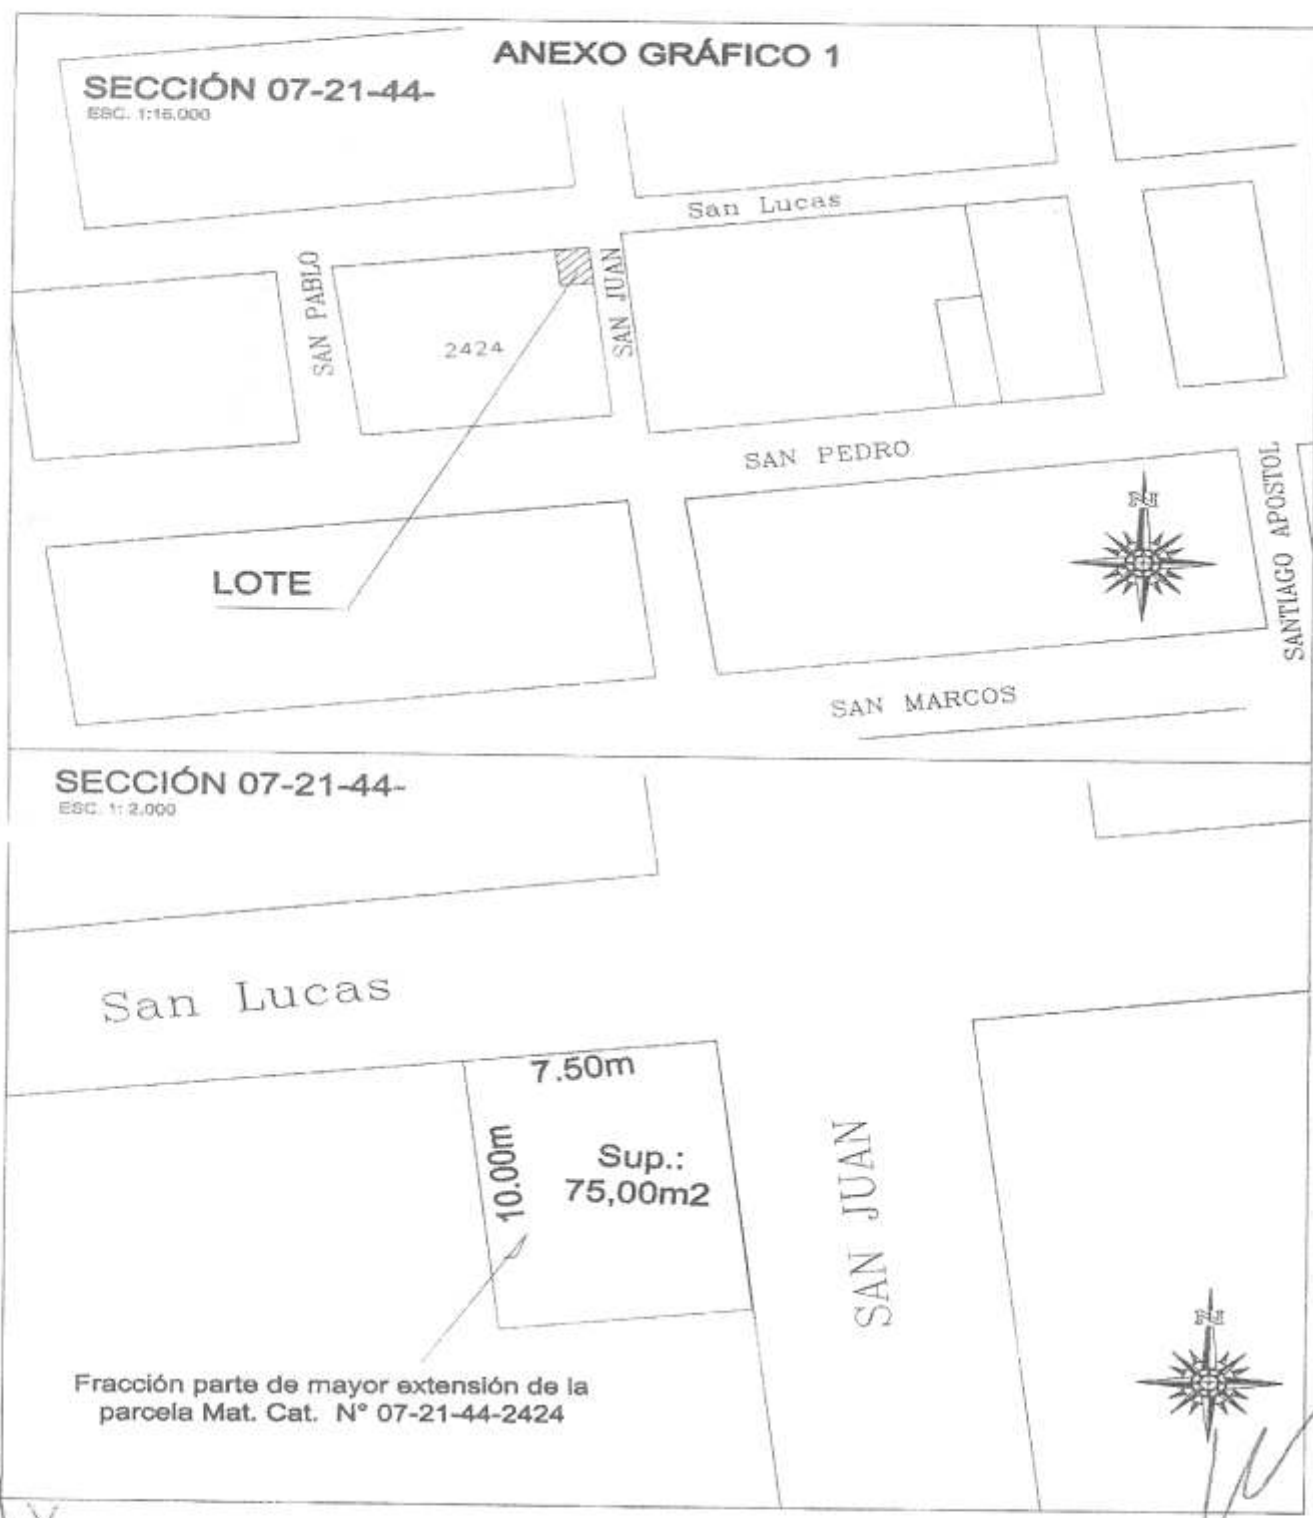 ANEXO GRÁFICO 1
SECCIÓN 07-21-44-
ESC. 1:15.000
San Lucas
SAN PABLO
SAN JUAN
2424
SAN PEDRO
N
SANTIAGO APOSTOL
LOTE
SAN MARCOS
SECCIÓN 07-21-44-
ESC. 1: 2.000
San Lucas
7.50m
10.00m
Sup.:
75,00m2
SAN JUAN
N
Fracción parte de mayor extensión de la
parcela Mat. Cat. N° 07-21-44-2424